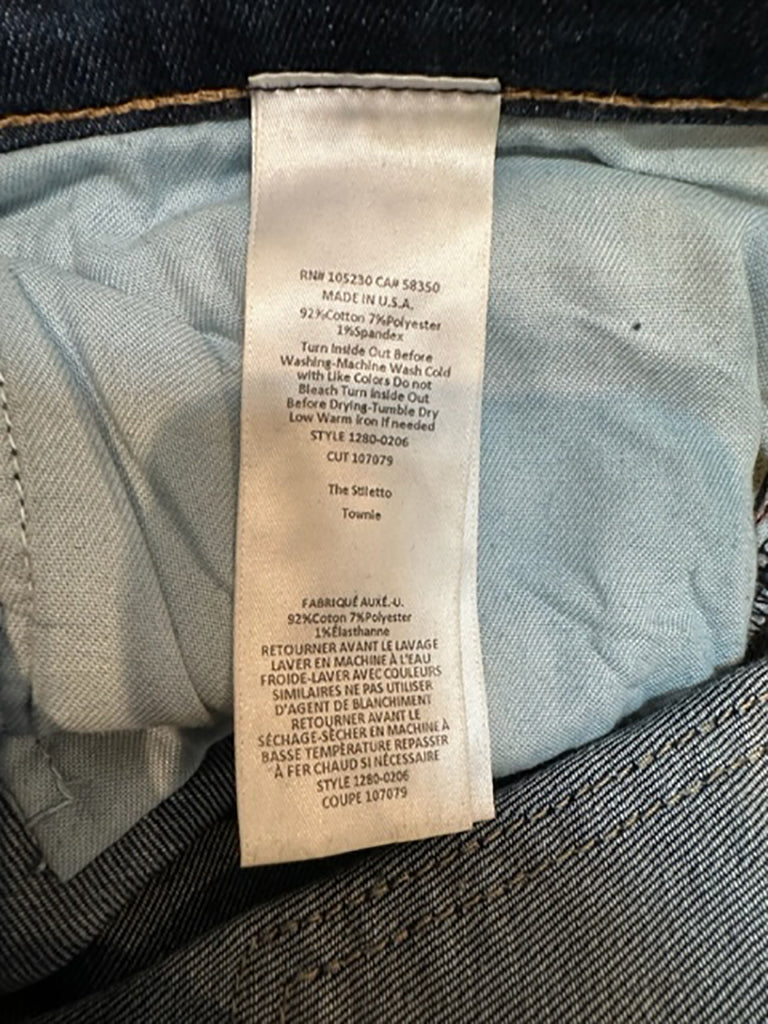 RN# 105230 CA# 58350
MADE IN U.S.A.
92%Cotton 7%Polyester
1%Spandex
Turn Inside Out Before
Washing-Machine Wash Cold
with Like Colors Do not
Bleach Turn Inside Out
Before Drying-Tumble Dry
Low Warm Iron If needed
STYLE 1280-0206
CUT 107079
The Stiletto
Townie
FABRIQUÉ AUXÉ.-U.
92%Coton 7%Polyester
1%Élasthanne
RETOURNER AVANT LE LAVAGE
LAVER EN MACHINE À L'EAU
FROIDE-LAVER AVEC COULEURS
SIMILAIRES NE PAS UTILISER
D'AGENT DE BLANCHIMENT
RETOURNER AVANT LE
SÉCHAGE-SÈCHER EN MACHINE À
BASSE TEMPÈRATURE REPASSER
À FER CHAUD SI NÉCESSAIRE
STYLE 1280-0206
COUPE 107079